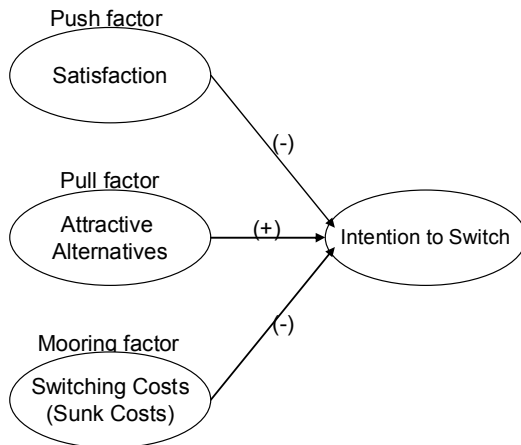 Push factor
Satisfaction
(-)
Pull factor
Attractive
Alternatives
(+)
Intention to Switch
(-)
Mooring factor
Switching Costs
(Sunk Costs)